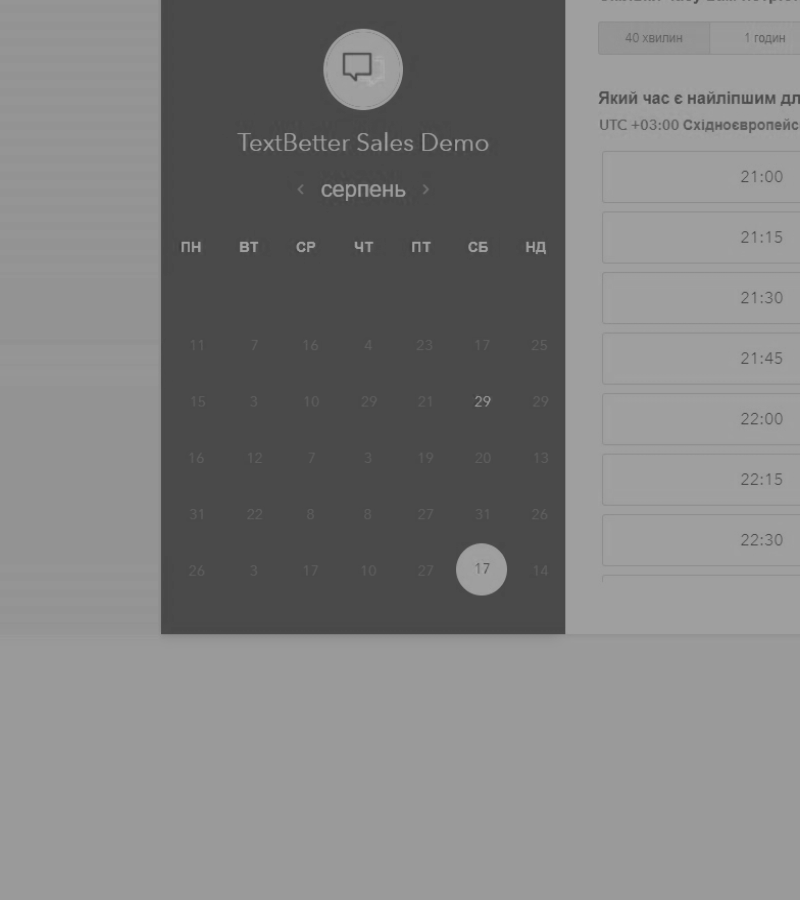 40 хвилин 1 годин
TextBetter Sales Demo
Який час є найліпшим дл
UTC +03:00 Східноєвропейс
‹ серпень ›
ПН ВТ СР ЧТ ПТ СБ НД
11 7 16 4 23 17 25
15 3 10 29 21 29 29
16 12 7 3 19 20 13
31 22 8 8 27 31 26
26 3 17 10 27 17 14
21:00
21:15
21:30
21:45
22:00
22:15
22:30